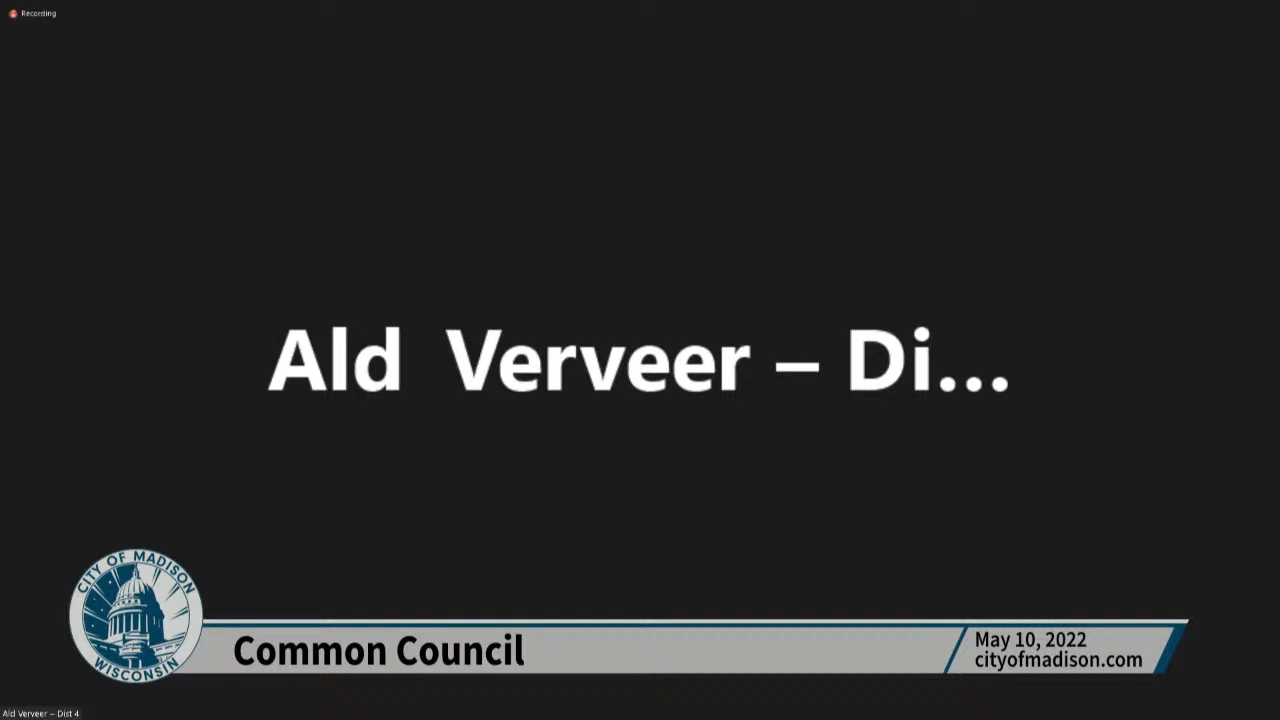 Recording
Ald  Verveer – Di...
CITY OF MADISON
WISCONSIN
Common Council
May 10, 2022
cityofmadison.com
Ald Verveer – Dist 4